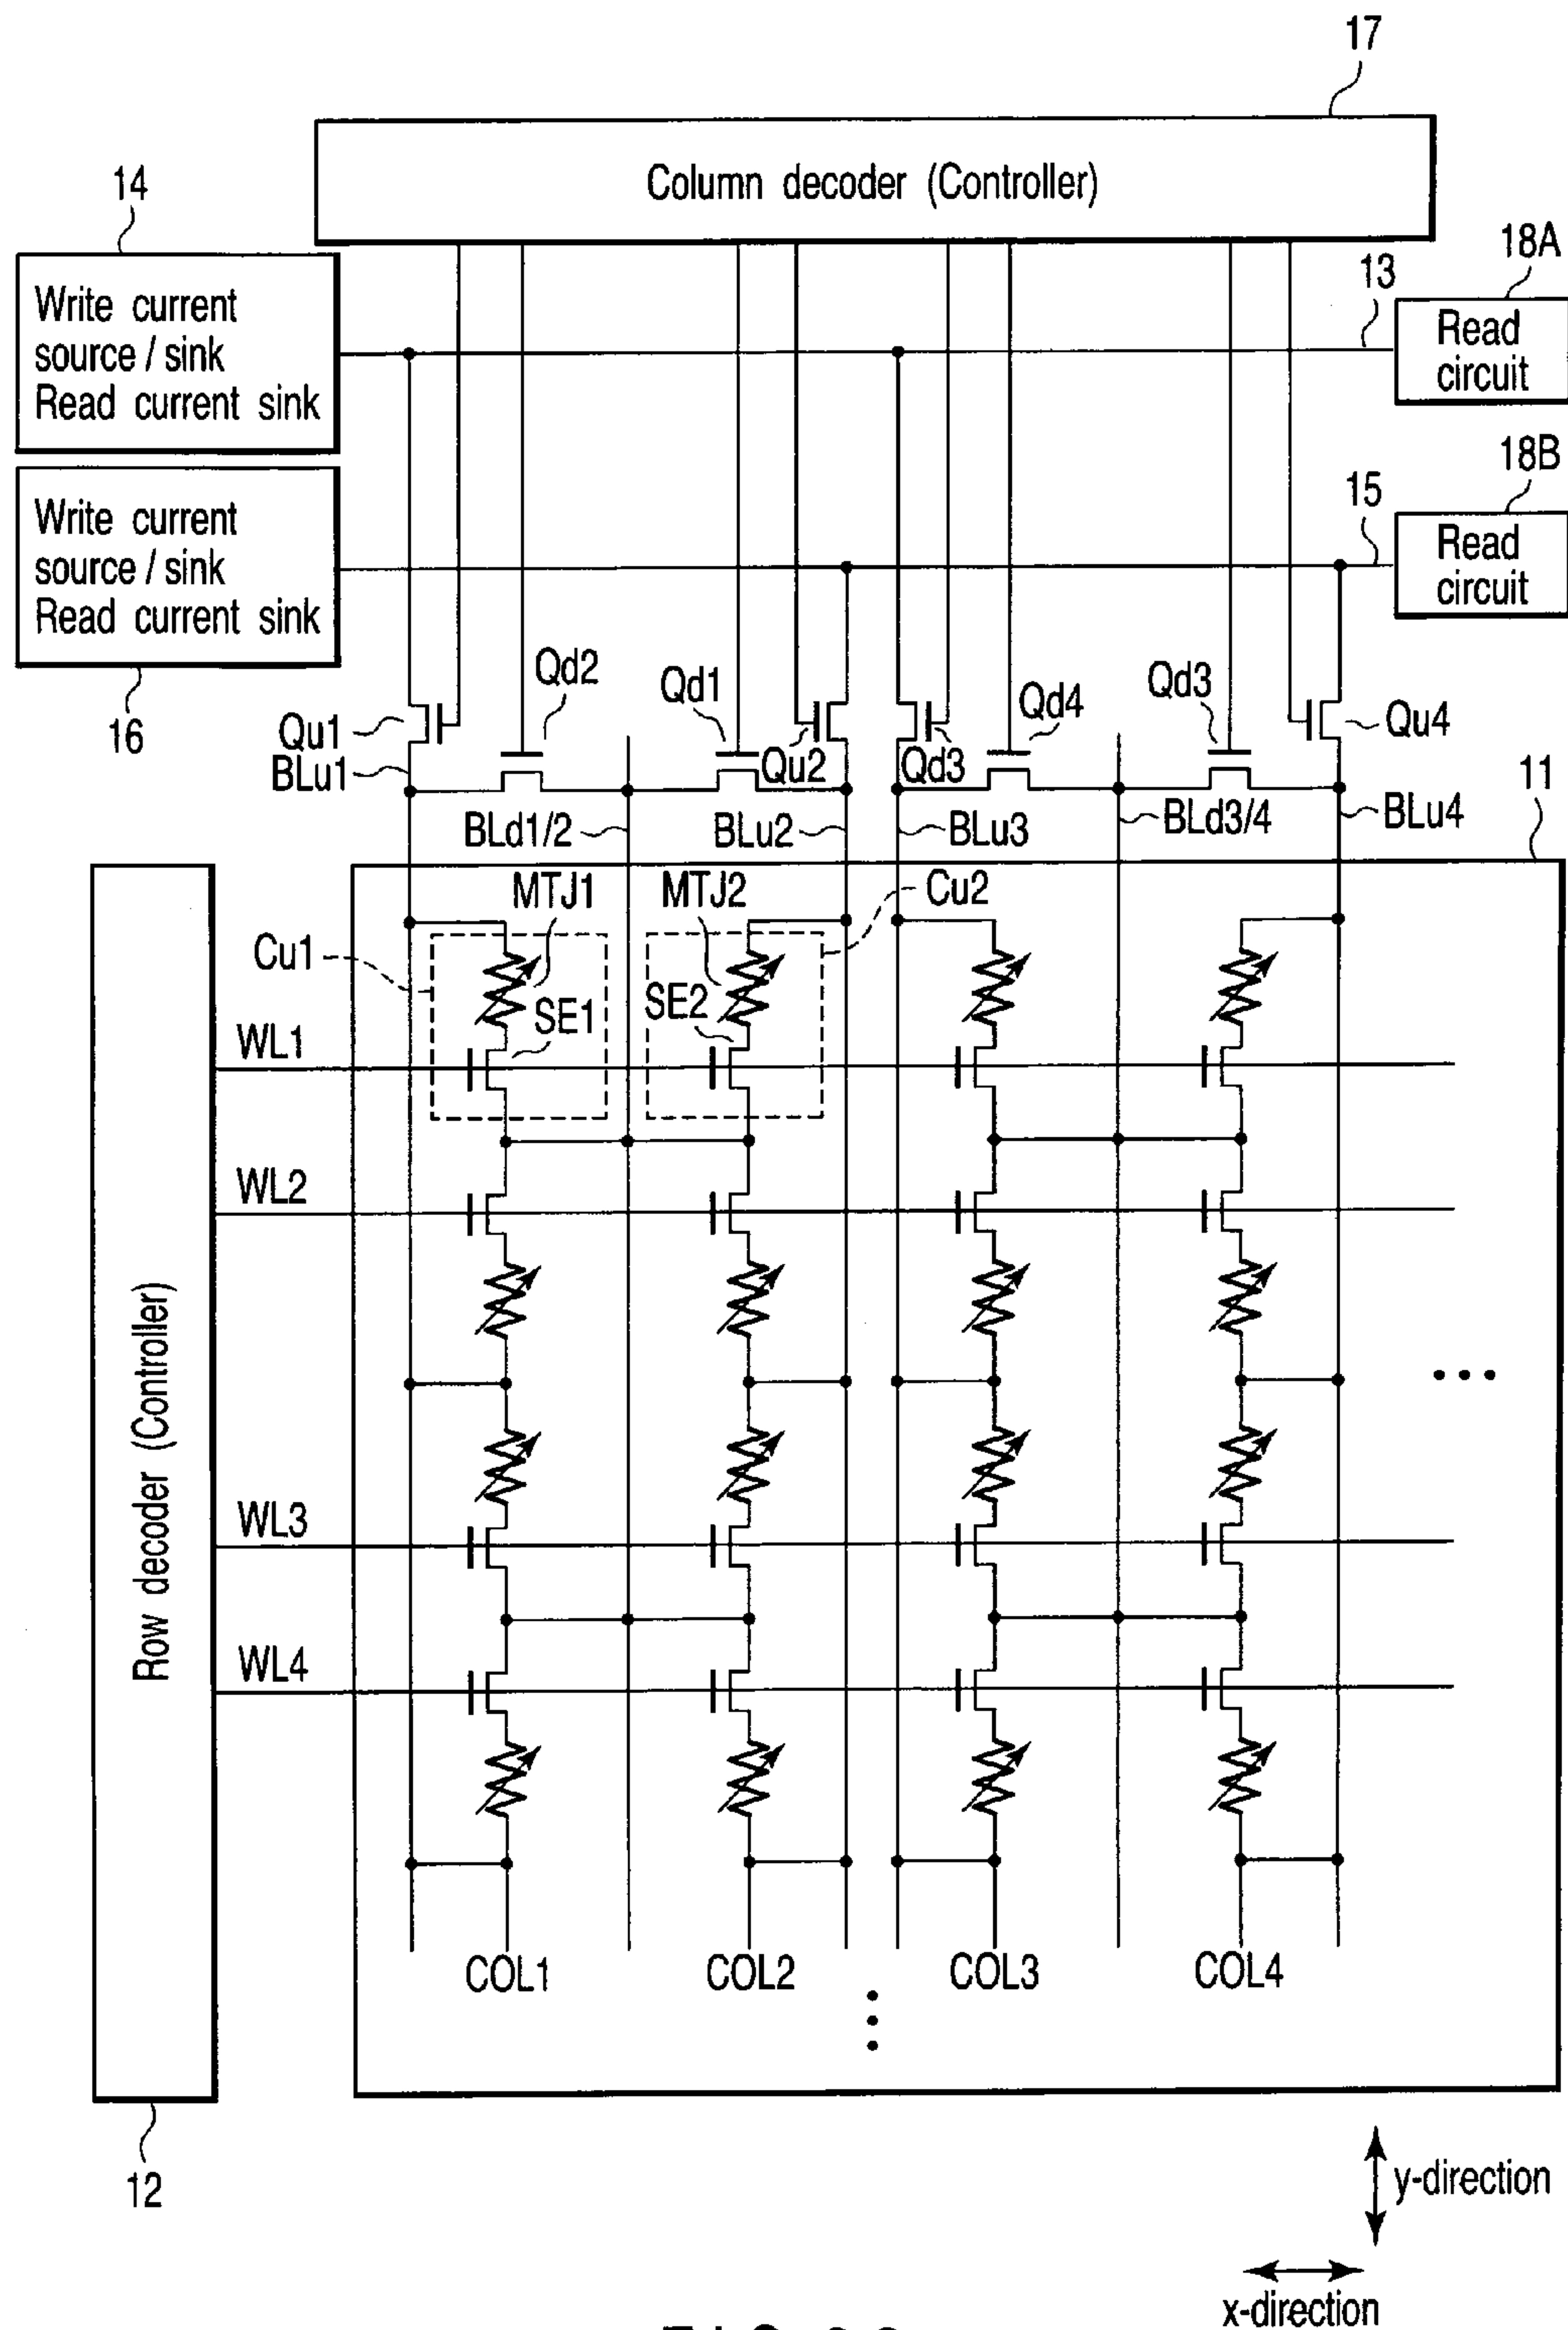 17
Column decoder (Controller)
14
Write current
source / sink
Read current sink
13
18A
Read
circuit
Write current
source / sink
Read current sink
16
15
18B
Read
circuit
Qu1
Qd2
Qd1
Qu2
Qd3
Qd4
Qd3
Qu4
BLu1
BLd1/2
BLu2
BLu3
BLd3/4
BLu4
11
Cu1
MTJ1
MTJ2
Cu2
SE1
SE2
WL1
WL2
WL3
WL4
Row decoder (Controller)
12
COL1
COL2
COL3
COL4
y-direction
x-direction